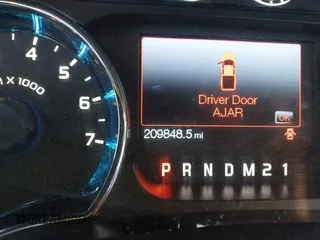 Driver Door
AJAR
OK
209848.5 mi
P R N D M 2 1
4
5
6
7
X 1000